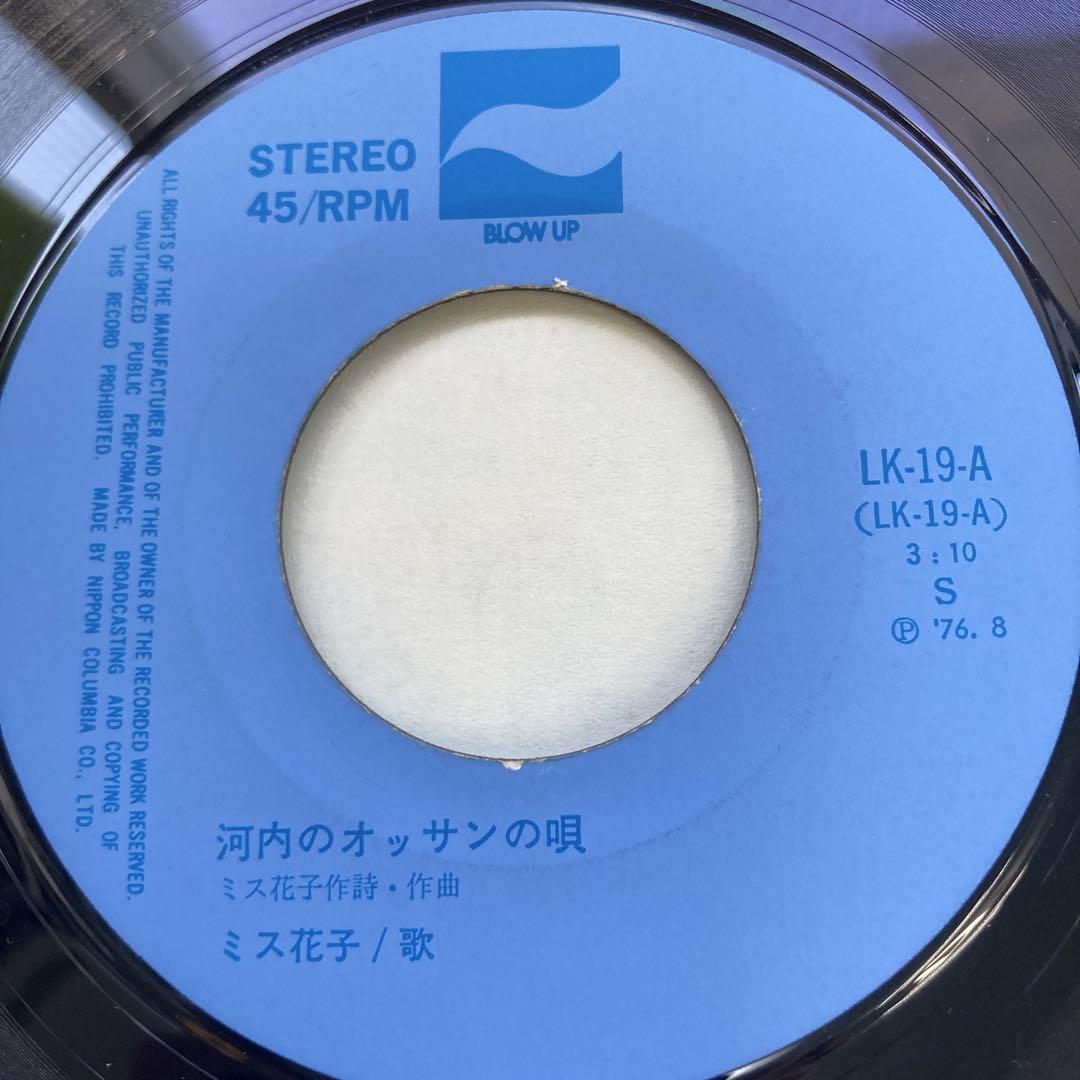 STEREO
45/RPM
BLOW UP
ALL RIGHTS OF THE MANUFACTURER AND OF THE OWNER OF THE RECORDED WORK RESERVED.
UNAUTHORIZED PUBLIC PERFORMANCE, BROADCASTING AND COPYING OF
THIS RECORD PROHIBITED. MADE BY NIPPON COLUMBIA CO., LTD.
LK-19-A
(LK-19-A)
3:10
S
Ⓟ '76. 8
河内のオッサンの唄
ミス花子作詩・作曲
ミス花子/歌